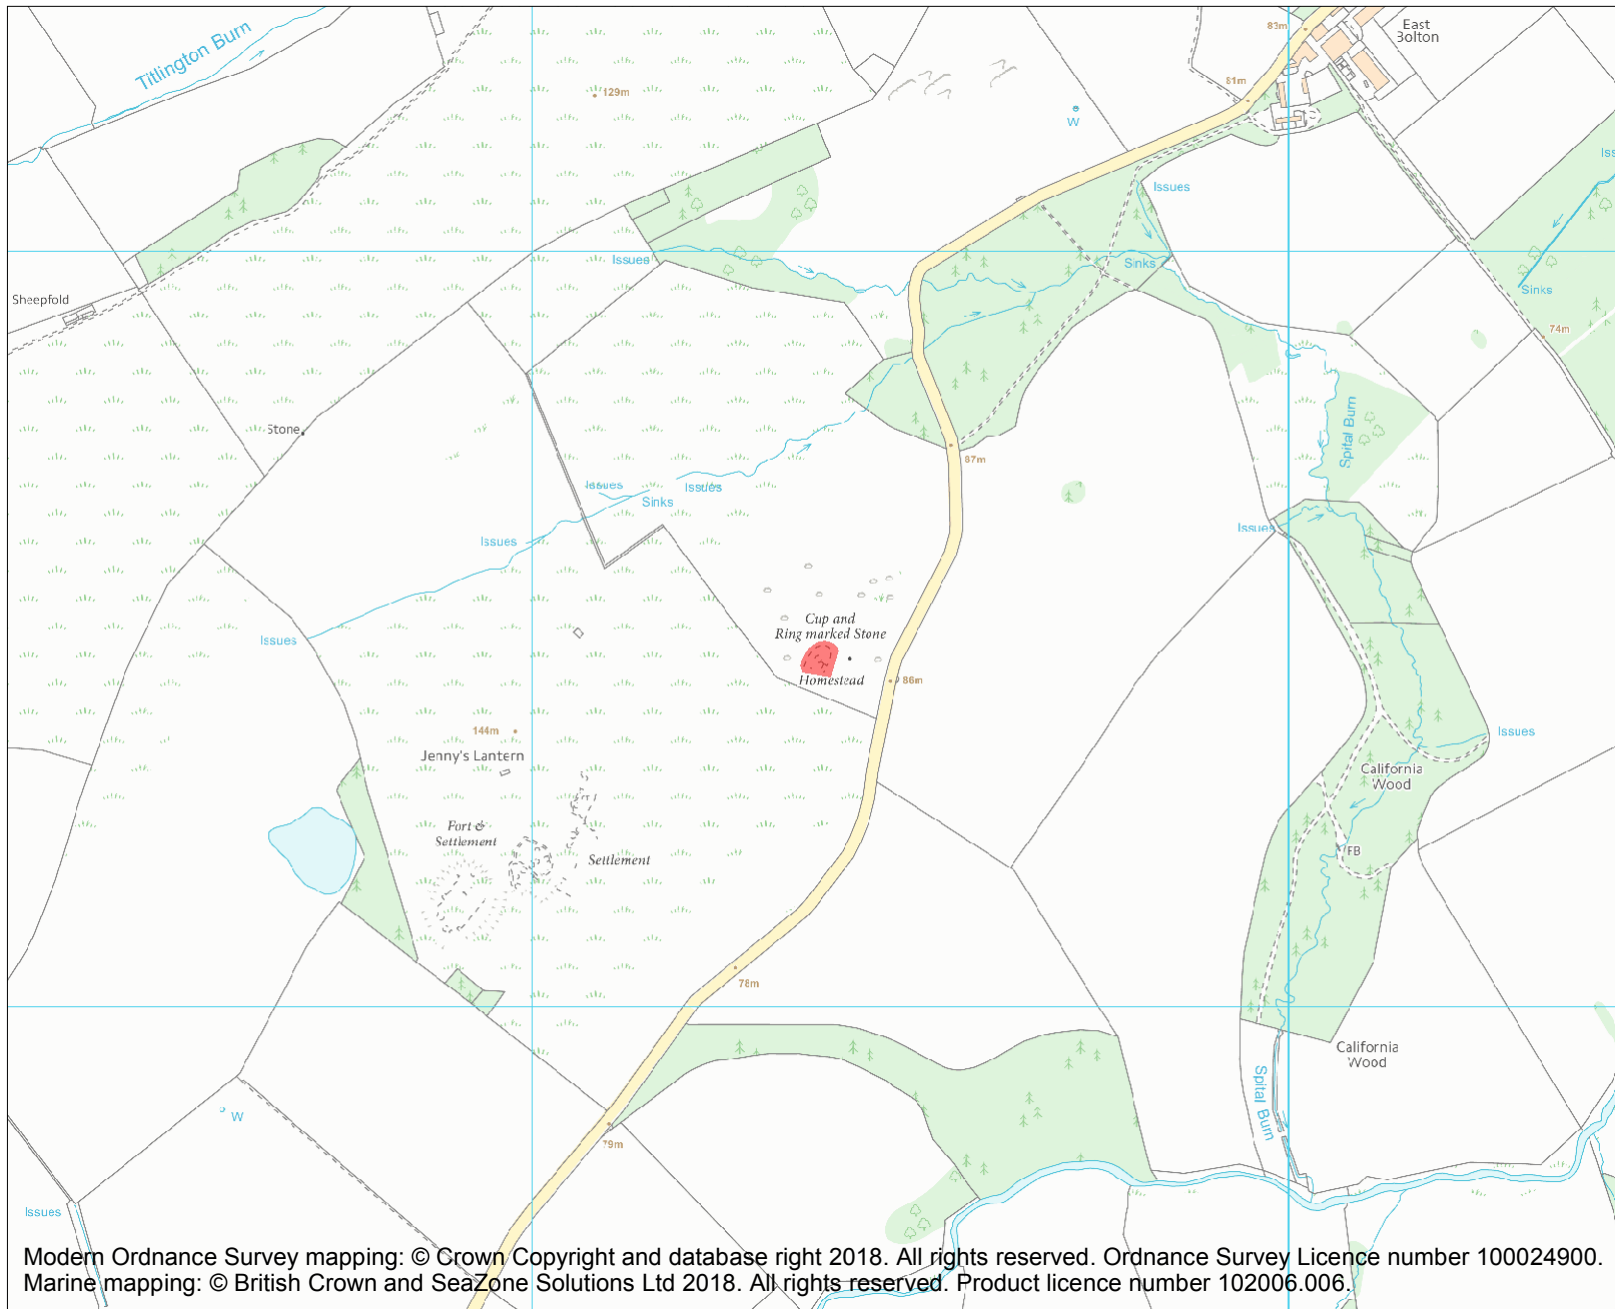 East
Bolton
83m
Titlington Burn
81m
129m
W
Issues
Issues
Sinks
Sinks
Sheepfold
74m
Spital Burn
Stone
87m
Issues
Issues
Sinks
Issues
Issues
Cup and
Ring marked Stone
Issues
Homestead
86m
144m
Issues
Jenny's Lantern
California
Wood
Fort &
Settlement
Settlement
FB
78m
California
Wood
Spital Burn
W
79m
Issues
Modern Ordnance Survey mapping: © Crown Copyright and database right 2018. All rights reserved. Ordnance Survey Licence number 100024900.
Marine mapping: © British Crown and SeaZone Solutions Ltd 2018. All rights reserved. Product licence number 102006.006.